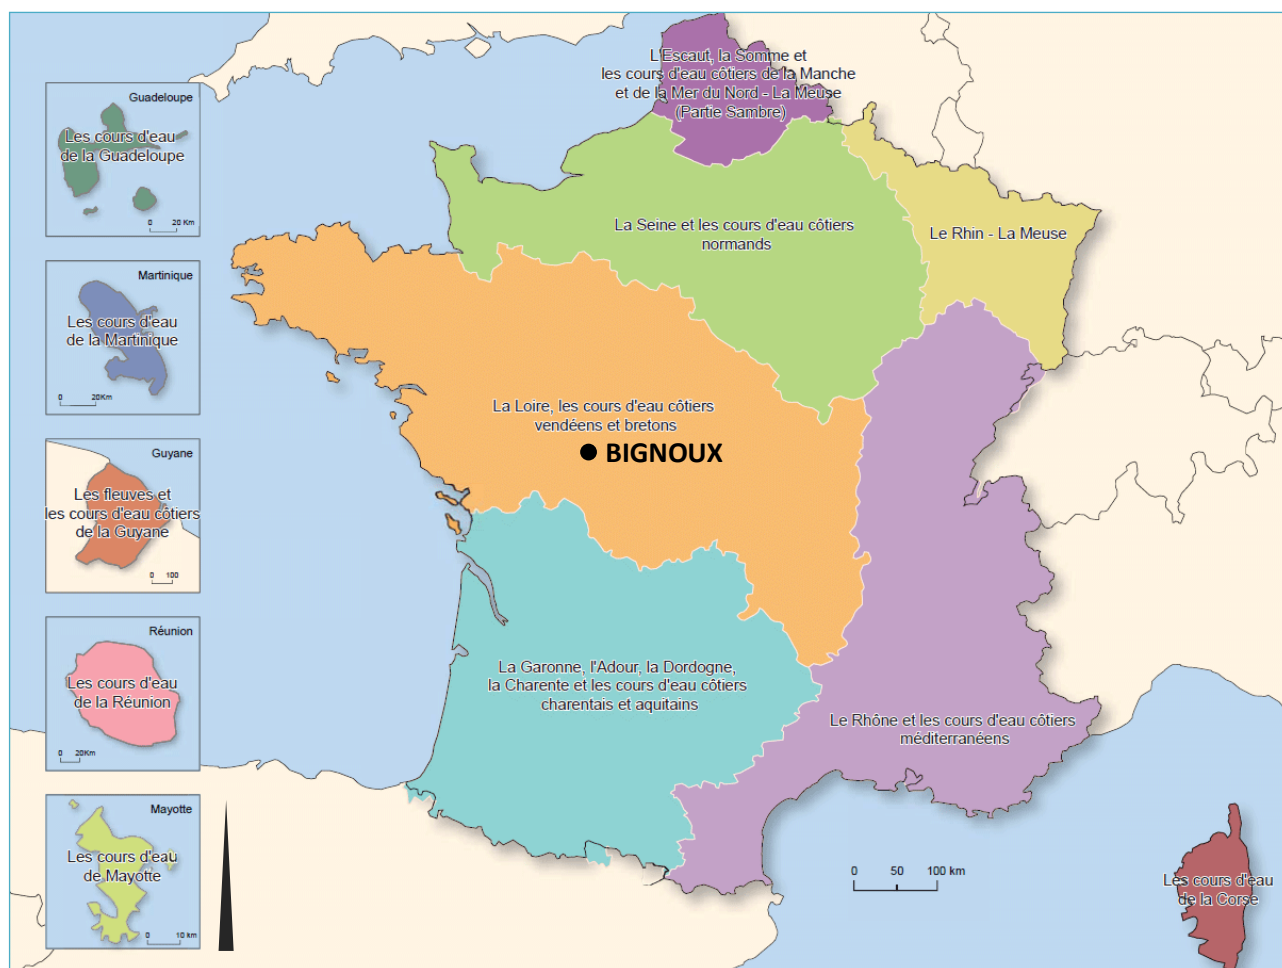 L'Escaut, la Somme et
les cours d'eau côtiers de la Manche
et de la Mer du Nord - La Meuse
(Partie Sambre)
Guadeloupe
Les cours d'eau
de la Guadeloupe
0 20 Km
La Seine et les cours d'eau côtiers
normands
Le Rhin - La Meuse
Martinique
Les cours d'eau
de la Martinique
0 20Km
La Loire, les cours d'eau côtiers
vendéens et bretons
BIGNOUX
Guyane
Les fleuves et
les cours d'eau côtiers
de la Guyane
0 100
Réunion
Les cours d'eau
de la Réunion
0 20Km
La Garonne, l'Adour, la Dordogne,
la Charente et les cours d'eau côtiers
charentais et aquitains
Le Rhône et les cours d'eau côtiers
méditerranéens
Mayotte
Les cours d'eau
de Mayotte
0 10 km
0 50 100 km
Les cours d'eau
de la Corse